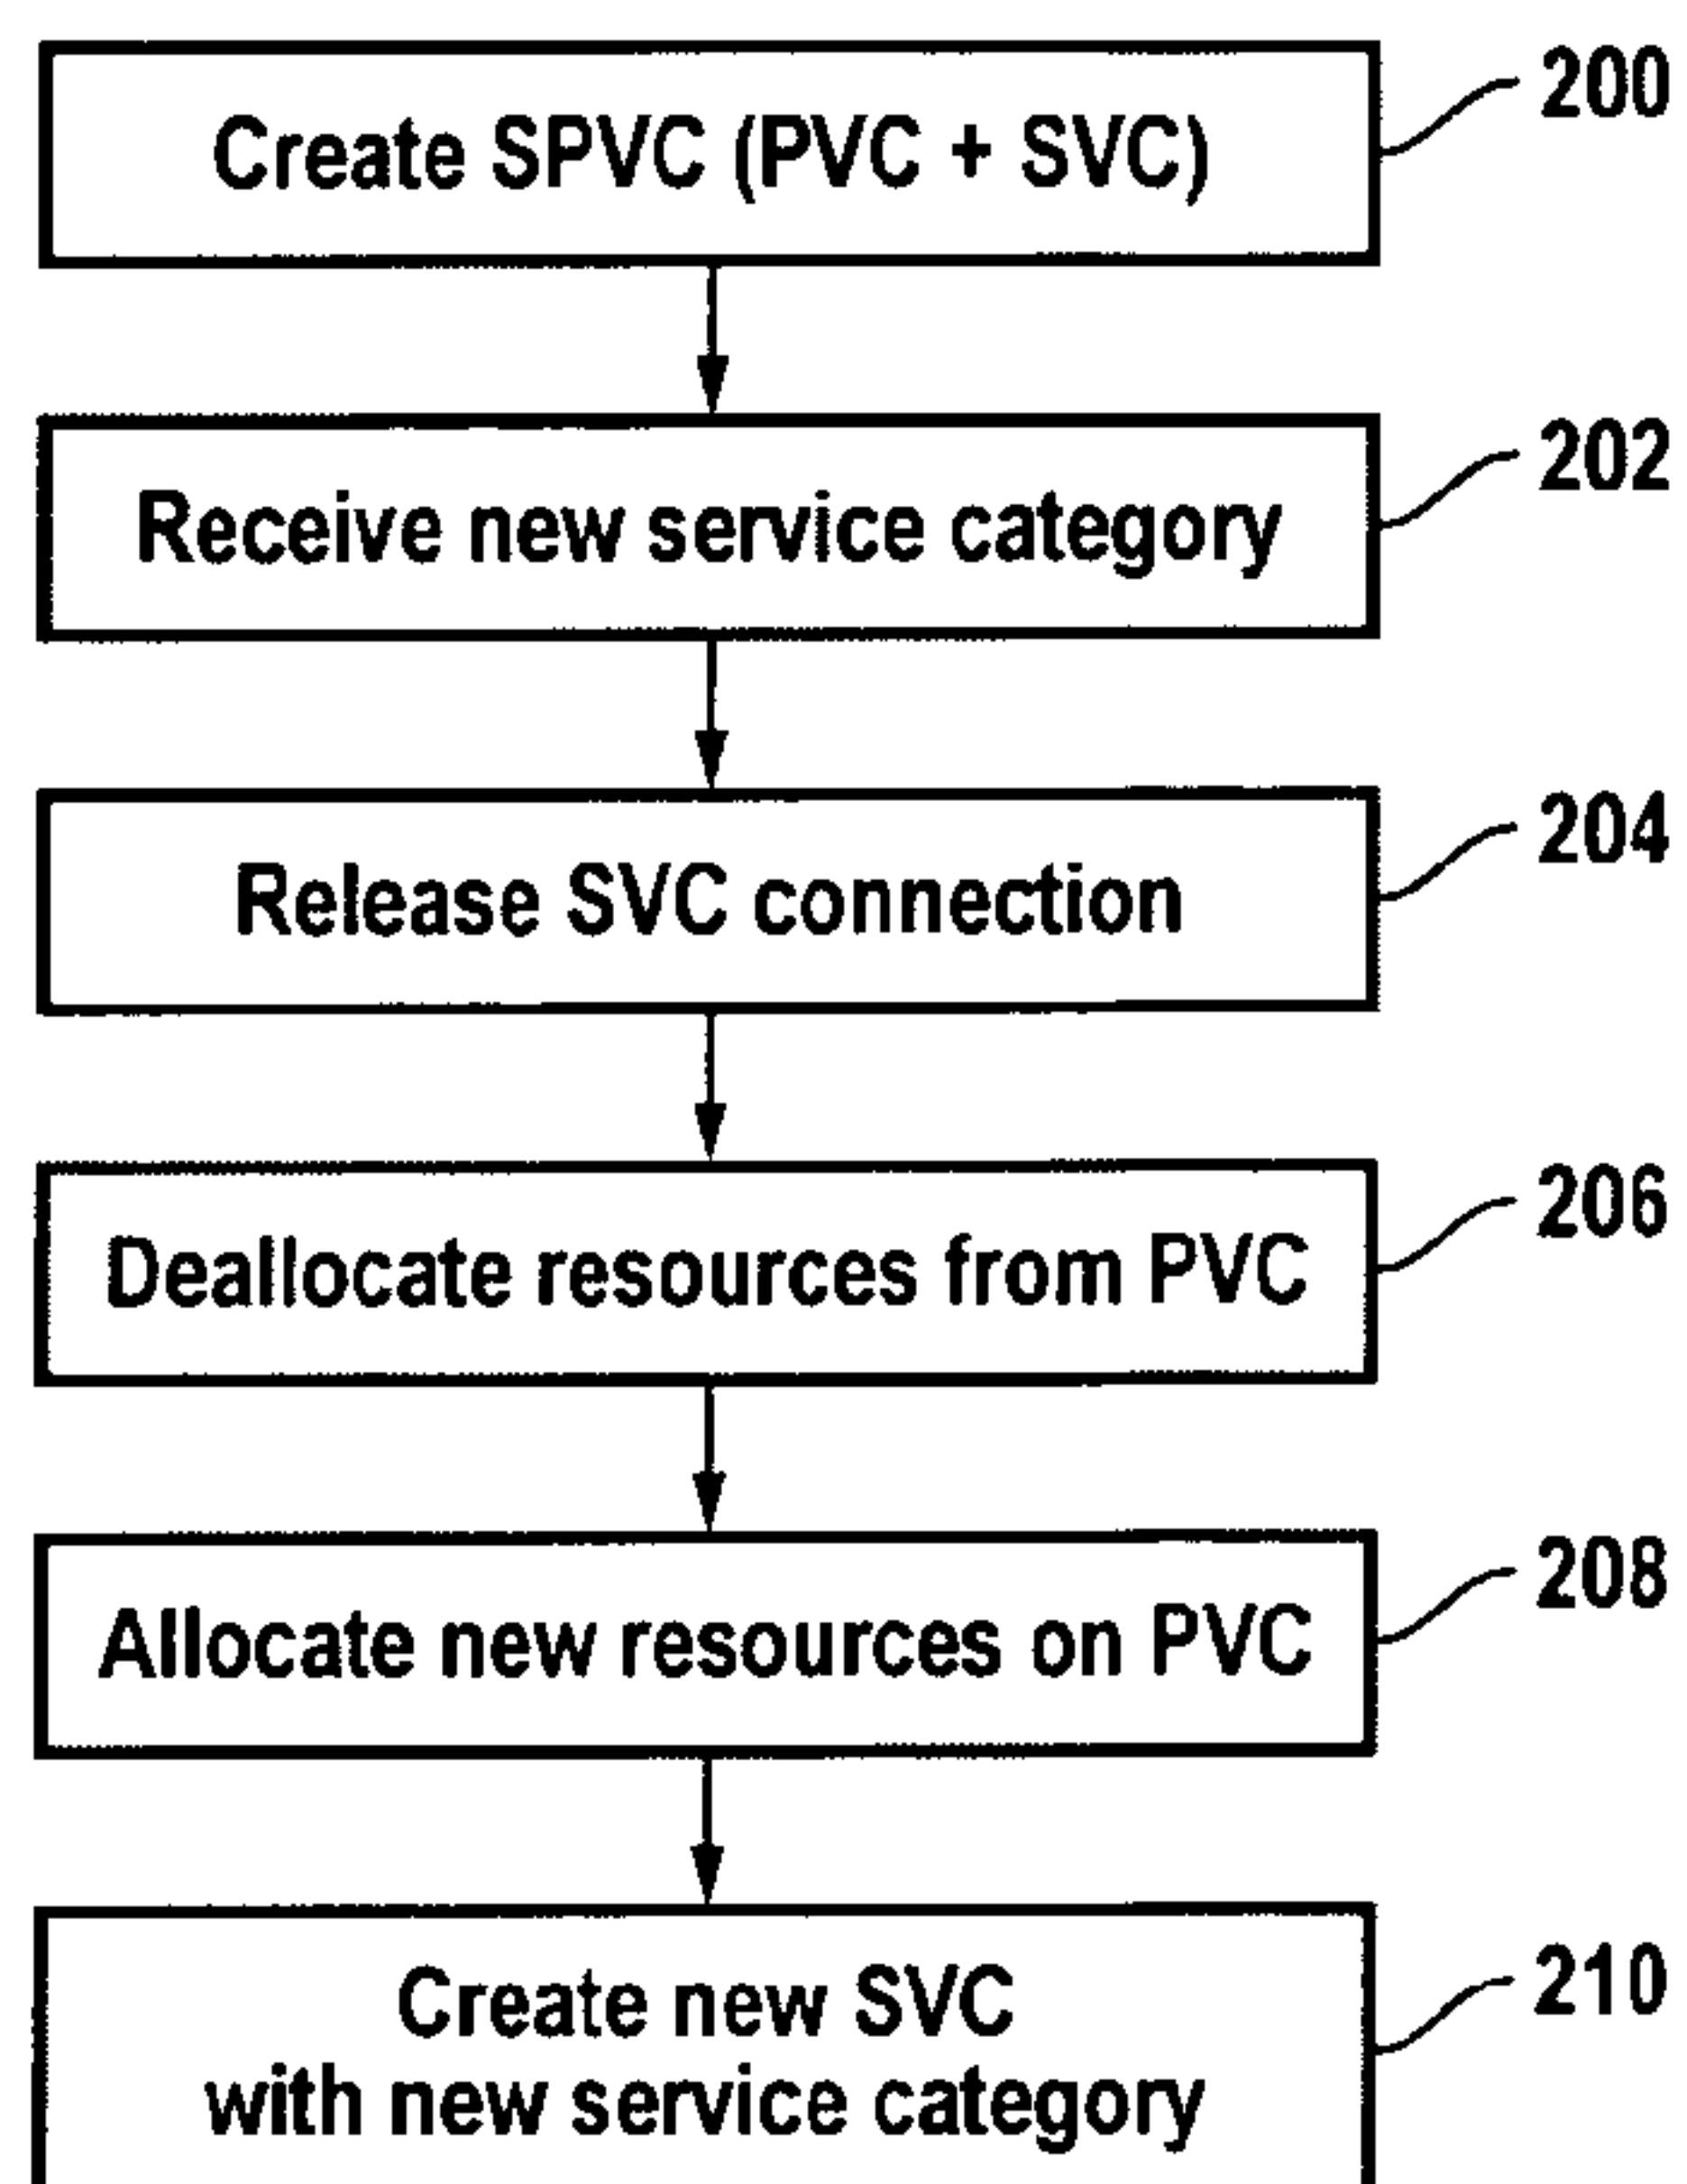 Create SPVC (PVC + SVC)
200
Receive new service category
202
Release SVC connection
204
Deallocate resources from PVC
206
Allocate new resources on PVC
208
Create new SVC
with new service category
210